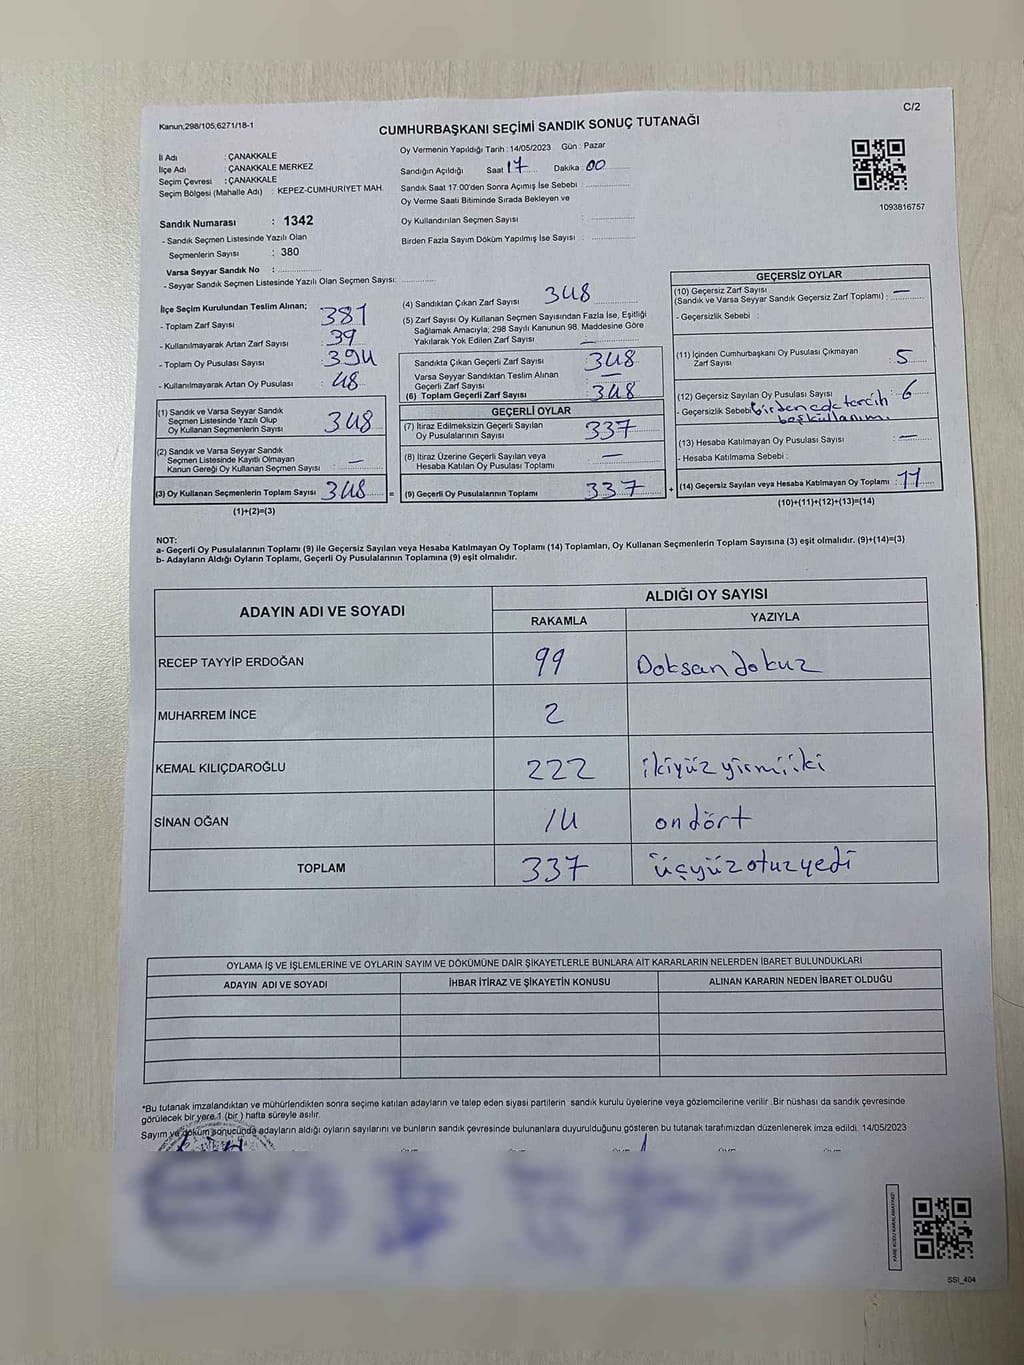 Kanun;298/105;6271/18-1
C/2
CUMHURBAŞKANI SEÇİMİ SANDIK SONUÇ TUTANAĞI
İl Adı : ÇANAKKALE
İlçe Adı : ÇANAKKALE MERKEZ
Seçim Çevresi : ÇANAKKALE
Seçim Bölgesi (Mahalle Adı) : KEPEZ-CUMHURİYET MAH.
Sandık Numarası : 1342
- Sandık Seçmen Listesinde Yazılı Olan
Seçmenlerin Sayısı : 380
Varsa Seyyar Sandık No :
- Seyyar Sandık Seçmen Listesinde Yazılı Olan Seçmen Sayısı:
Oy Vermenin Yapıldığı Tarih : 14/05/2023 Gün : Pazar
Sandığın Açıldığı Saat 17 Dakika 00
Sandık Saat 17.00'den Sonra Açımış İse Sebebi :
Oy Verme Saati Bitiminde Sırada Bekleyen ve
Oy Kullandırılan Seçmen Sayısı :
Birden Fazla Sayım Döküm Yapılmış İse Sayısı :
1093816757
İlçe Seçim Kurulundan Teslim Alınan;
- Toplam Zarf Sayısı : 381
- Kullanılmayarak Artan Zarf Sayısı : 39
- Toplam Oy Pusulası Sayısı : 394
- Kullanılmayarak Artan Oy Pusulası : 48
(1) Sandık ve Varsa Seyyar Sandık
Seçmen Listesinde Yazılı Olup
Oy Kullanan Seçmenlerin Sayısı : 348
(2) Sandık ve Varsa Seyyar Sandık
Seçmen Listesinde Kayıtlı Olmayan
Kanun Gereği Oy Kullanan Seçmen Sayısı : —
(3) Oy Kullanan Seçmenlerin Toplam Sayısı : 348 =
(1)+(2)=(3)
(4) Sandıktan Çıkan Zarf Sayısı 348
(5) Zarf Sayısı Oy Kullanan Seçmen Sayısından Fazla İse, Eşitliği
Sağlamak Amacıyla; 298 Sayılı Kanunun 98. Maddesine Göre
Yakılarak Yok Edilen Zarf Sayısı : —
Sandıkta Çıkan Geçerli Zarf Sayısı : 348
Varsa Seyyar Sandıktan Teslim Alınan
Geçerli Zarf Sayısı : —
(6) Toplam Geçerli Zarf Sayısı : 348
GEÇERLİ OYLAR
(7) İtiraz Edilmeksizin Geçerli Sayılan
Oy Pusulalarının Sayısı : 337
(8) İtiraz Üzerine Geçerli Sayılan veya
Hesaba Katılan Oy Pusulası Toplamı : —
(9) Geçerli Oy Pusulalarının Toplamı : 337 +
GEÇERSİZ OYLAR
(10) Geçersiz Zarf Sayısı
(Sandık ve Varsa Seyyar Sandık Geçersiz Zarf Toplamı) : —
- Geçersizlik Sebebi :
(11) İçinden Cumhurbaşkanı Oy Pusulası Çıkmayan
Zarf Sayısı : 5
(12) Geçersiz Sayılan Oy Pusulası Sayısı : 6
- Geçersizlik Sebebi birden çok tercih
(13) Hesaba Katılmayan Oy Pusulası Sayısı : —
- Hesaba Katılmama Sebebi :
(14) Geçersiz Sayılan veya Hesaba Katılmayan Oy Toplamı : 11
(10)+(11)+(12)+(13)=(14)
NOT:
a- Geçerli Oy Pusulalarının Toplamı (9) ile Geçersiz Sayılan veya Hesaba Katılmayan Oy Toplamı (14) Toplamları, Oy Kullanan Seçmenlerin Toplam Sayısına (3) eşit olmalıdır. (9)+(14)=(3)
b- Adayların Aldığı Oyların Toplamı, Geçerli Oy Pusulalarının Toplamına (9) eşit olmalıdır.
ADAYIN ADI VE SOYADI
ALDIĞI OY SAYISI
RAKAMLA YAZIYLA
RECEP TAYYİP ERDOĞAN 99 Doksan dokuz
MUHARREM İNCE 2
KEMAL KILIÇDAROĞLU 222 ikiyüz yirmi iki
SİNAN OĞAN 14 on dört
TOPLAM 337 üçyüz otuz yedi
OYLAMA İŞ VE İŞLEMLERİNE VE OYLARIN SAYIM VE DÖKÜMÜNE DAİR ŞİKAYETLERLE BUNLARA AİT KARARLARIN NELERDEN İBARET BULUNDUKLARI
ADAYIN ADI VE SOYADI İHBAR İTİRAZ VE ŞİKAYETİN KONUSU ALINAN KARARIN NEDEN İBARET OLDUĞU
*Bu tutanak imzalandıktan ve mühürlendikten sonra seçime katılan adayların ve talep eden siyasi partilerin sandık kurulu üyelerine veya gözlemcilerine verilir .Bir nüshası da sandık çevresinde
görülecek bir yere 1 (bir ) hafta süreyle asılır.
Sayım ve döküm sonucunda adayların aldığı oyların sayılarını ve bunların sandık çevresinde bulunanlara duyurulduğunu gösteren bu tutanak tarafımızdan düzenlenerek imza edildi. 14/05/2023
SSI_404